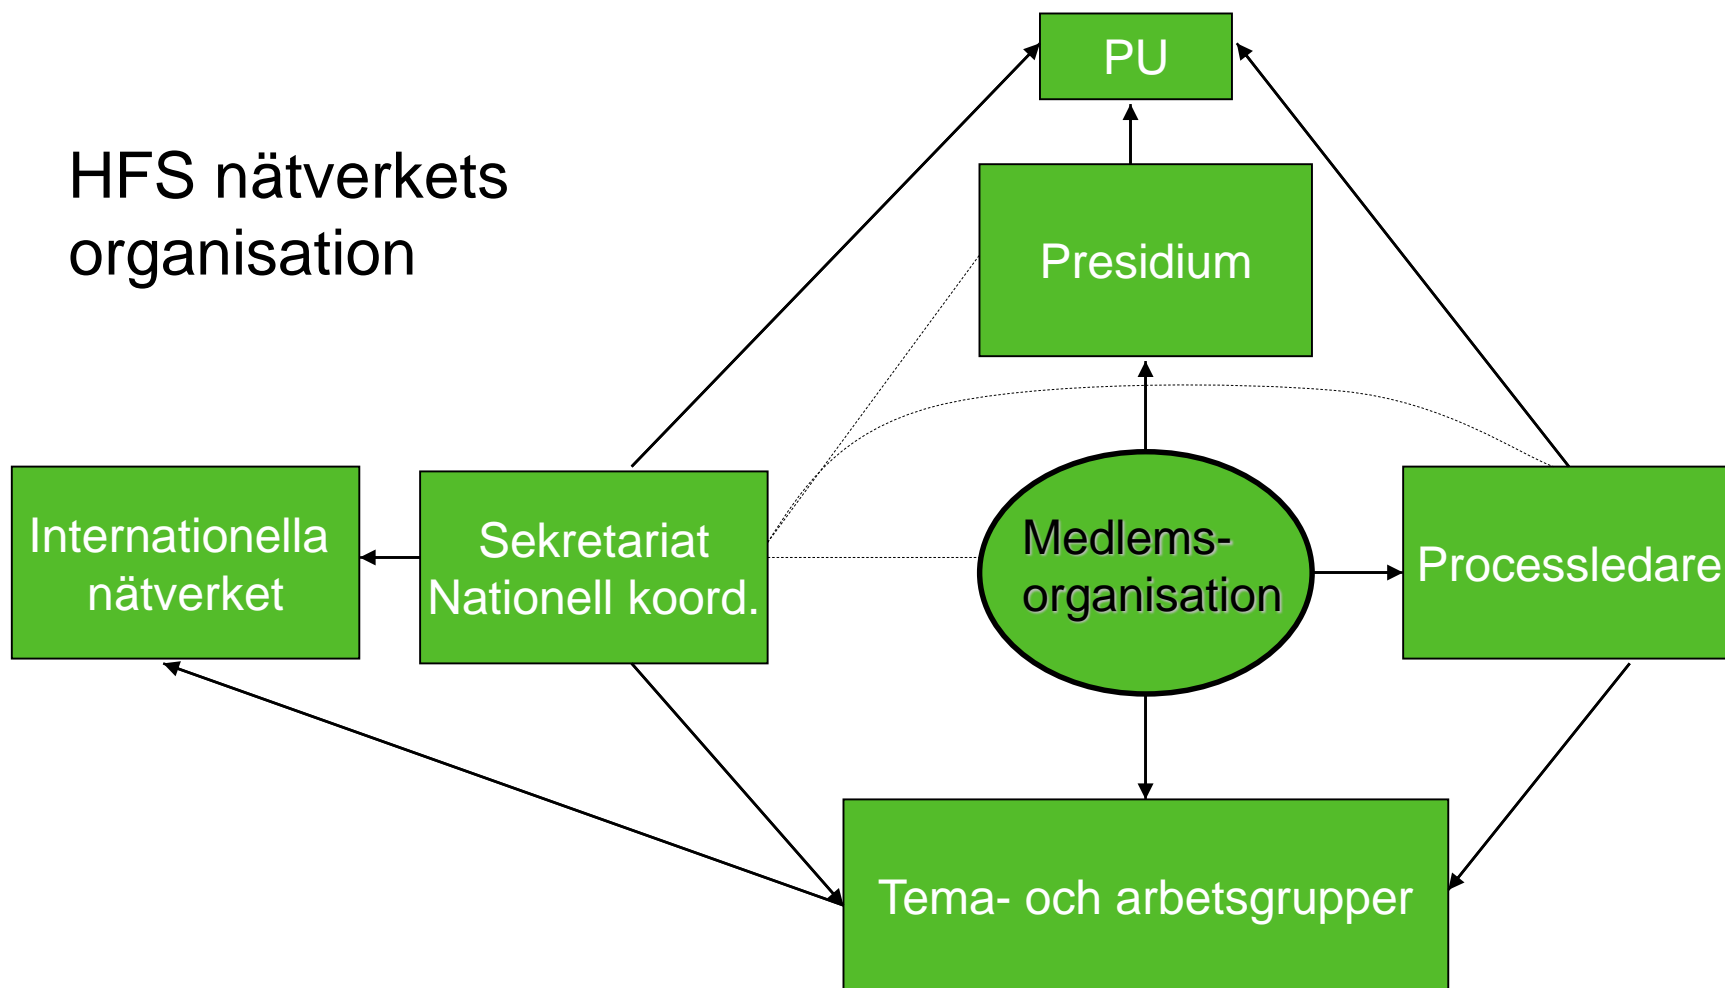 PU
HFS nätverkets
organisation
Presidium
Internationella
nätverket
Sekretariat
Nationell koord.
Medlems-
organisation
Processledare
Tema- och arbetsgrupper